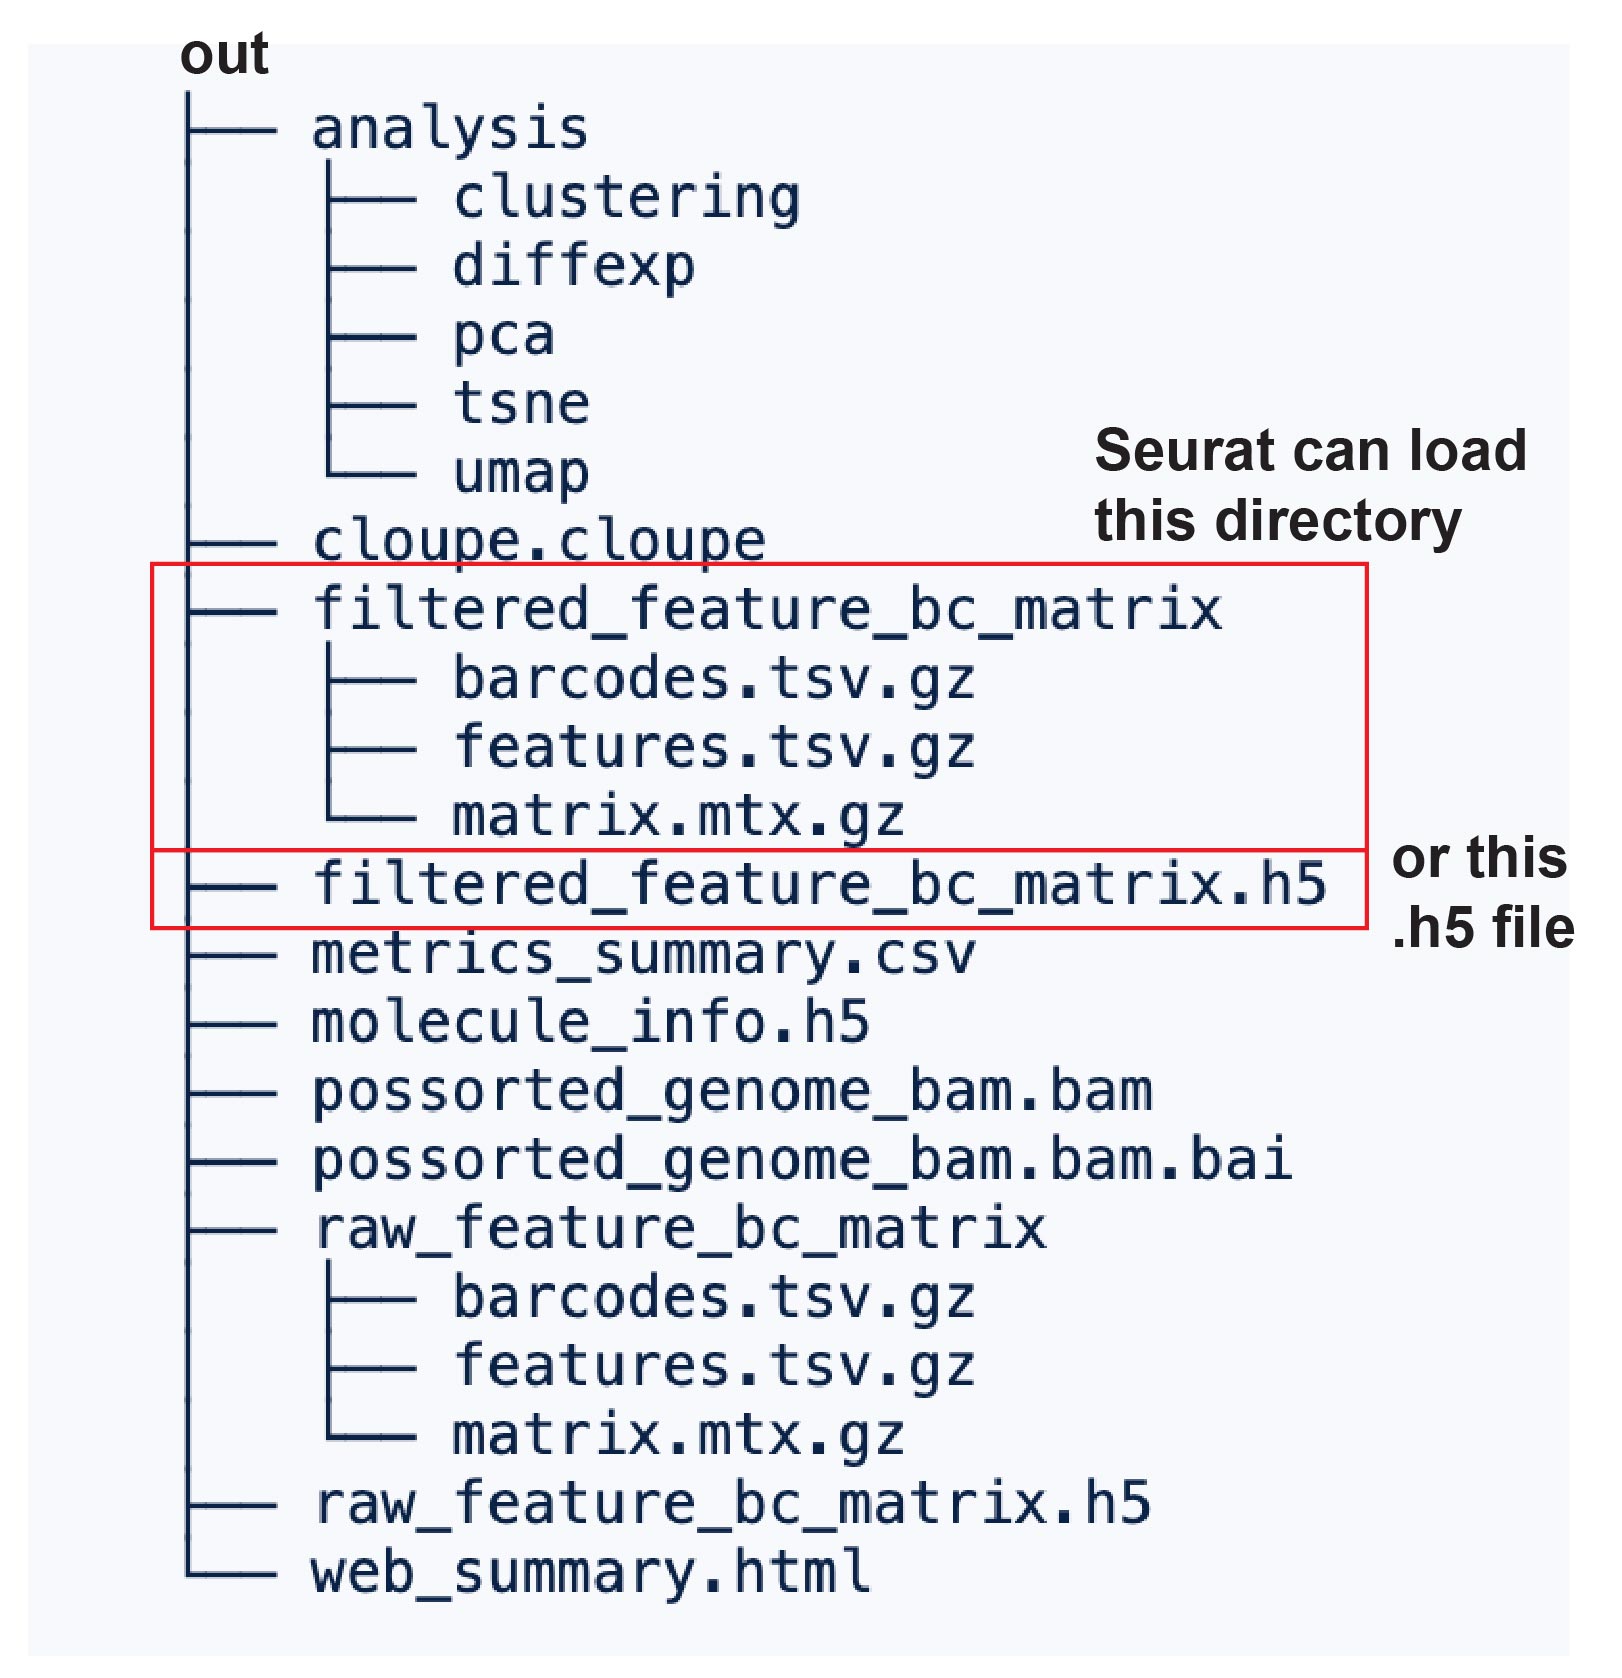 out
analysis
clustering
diffexp
pca
tsne
umap
Seurat can load
this directory
cloupe.cloupe
filtered_feature_bc_matrix
barcodes.tsv.gz
features.tsv.gz
matrix.mtx.gz
filtered_feature_bc_matrix.h5
or this
.h5 file
metrics_summary.csv
molecule_info.h5
possorted_genome_bam.bam
possorted_genome_bam.bam.bai
raw_feature_bc_matrix
barcodes.tsv.gz
features.tsv.gz
matrix.mtx.gz
raw_feature_bc_matrix.h5
web_summary.html